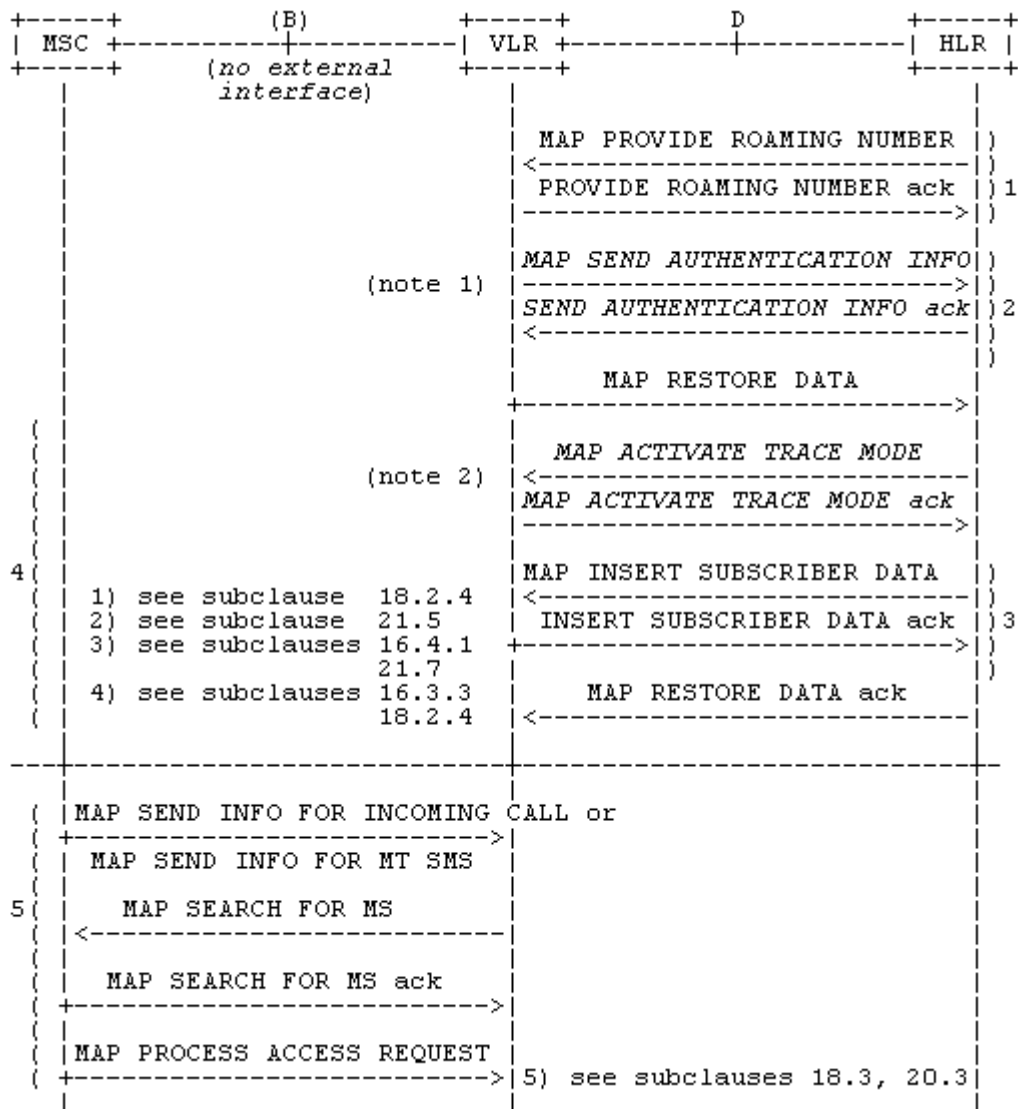 (B) D
MSC VLR HLR
(no external
interface)
MAP PROVIDE ROAMING NUMBER )
)
PROVIDE ROAMING NUMBER ack )1
)
MAP SEND AUTHENTICATION INFO )
(note 1) )
SEND AUTHENTICATION INFO ack )2
)
)
MAP RESTORE DATA
(
( MAP ACTIVATE TRACE MODE
( (note 2)
( MAP ACTIVATE TRACE MODE ack
(
(
4( MAP INSERT SUBSCRIBER DATA )
( 1) see subclause 18.2.4 )
( 2) see subclause 21.5 INSERT SUBSCRIBER DATA ack )3
( 3) see subclauses 16.4.1 )
( 21.7 )
( 4) see subclauses 16.3.3 MAP RESTORE DATA ack
( 18.2.4
( MAP SEND INFO FOR INCOMING CALL or
(
( MAP SEND INFO FOR MT SMS
(
5( MAP SEARCH FOR MS
(
(
( MAP SEARCH FOR MS ack
(
(
( MAP PROCESS ACCESS REQUEST
( 5) see subclauses 18.3, 20.3